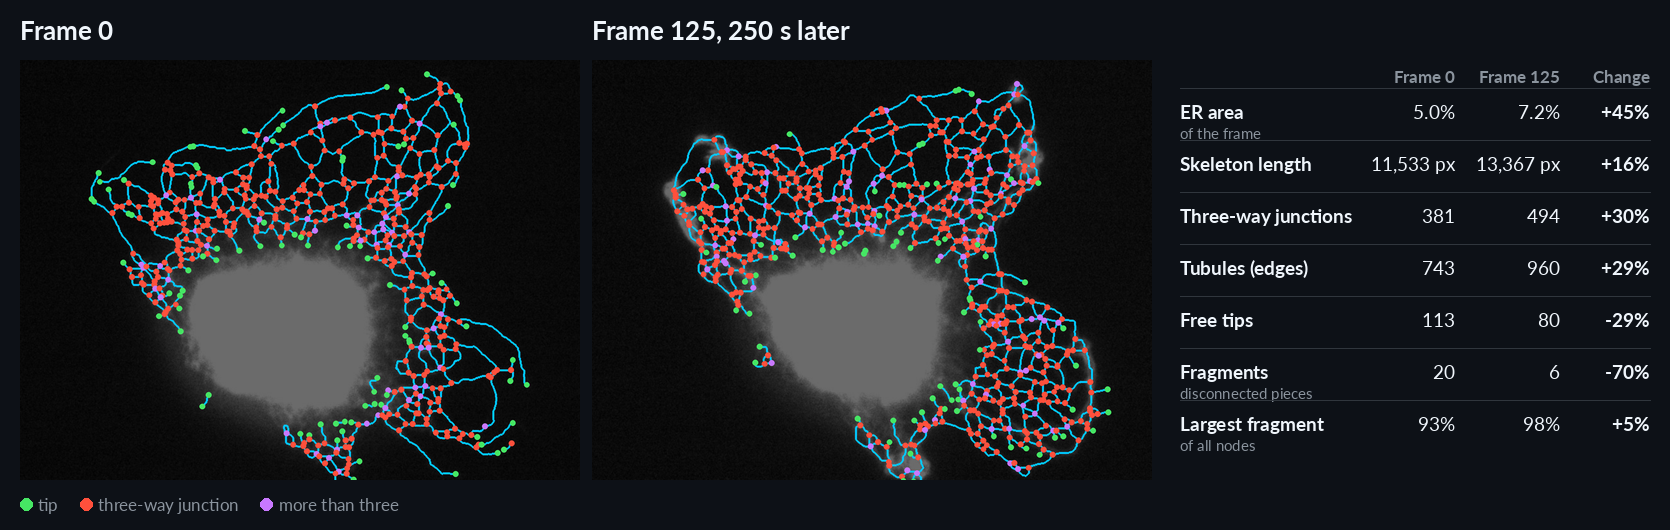 Frame 0
Frame 125, 250 s later
Frame 0 Frame 125 Change
ER area 5.0% 7.2% +45%
of the frame
Skeleton length 11,533 px 13,367 px +16%
Three-way junctions 381 494 +30%
Tubules (edges) 743 960 +29%
Free tips 113 80 -29%
Fragments 20 6 -70%
disconnected pieces
Largest fragment 93% 98% +5%
of all nodes
tip three-way junction more than three